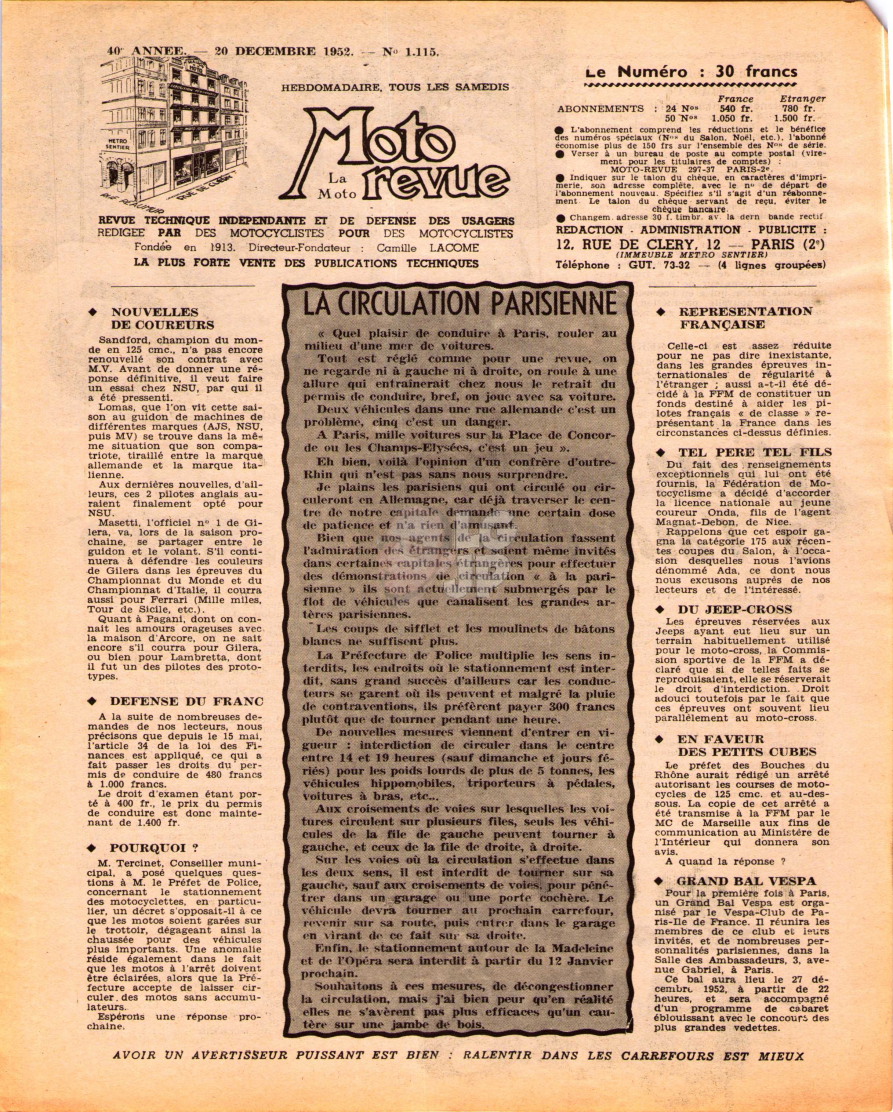 40e ANNEE. — 20 DECEMBRE 1952. — No 1.115.
METRO
SENTIER
RUE DE CLERY
HEBDOMADAIRE, TOUS LES SAMEDIS
Moto
La
Moto revue
REVUE TECHNIQUE INDEPENDANTE ET DE DEFENSE DES USAGERS
REDIGEE PAR DES MOTOCYCLISTES POUR DES MOTOCYCLISTES
Fondée en 1913. Directeur-Fondateur : Camille LACOME
LA PLUS FORTE VENTE DES PUBLICATIONS TECHNIQUES
Le Numéro : 30 francs
France Etranger
ABONNEMENTS : 24 Nos 540 fr. 780 fr.
50 Nos 1.050 fr. 1.500 fr.
● L'abonnement comprend les réductions et le bénéfice
des numéros spéciaux (Nos du Salon, Noël, etc.), l'abonné
économise plus de 150 frs sur l'ensemble des Nos de série.
● Verser à un bureau de poste au compte postal (vire-
ment pour les titulaires de comptes) :
MOTO-REVUE 297-37 PARIS-2e.
● Indiquer sur le talon du chèque, en caractères d'impri-
merie, son adresse complète, avec le no de départ de
l'abonnement nouveau. Spécifiez s'il s'agit d'un réabonne-
ment. Le talon du chèque servant de reçu, éviter le
chèque bancaire.
● Changem. adresse 30 f. timbr. av. la dern bande rectif
REDACTION - ADMINISTRATION - PUBLICITE :
12, RUE DE CLERY, 12 — PARIS (2e)
(IMMEUBLE METRO SENTIER)
Téléphone : GUT. 73-32 — (4 lignes groupées)
◆ NOUVELLES
DE COUREURS
Sandford, champion du mon-
de en 125 cmc., n'a pas encore
renouvellé son contrat avec
M.V. Avant de donner une ré-
ponse définitive, il veut faire
un essai chez NSU, par qui il
a été pressenti.
Lomas, que l'on vit cette sai-
son au guidon de machines de
différentes marques (AJS, NSU,
puis MV) se trouve dans la mê-
me situation que son compa-
triote, tiraillé entre la marque
allemande et la marque ita-
lienne.
Aux dernières nouvelles, d'ail-
leurs, ces 2 pilotes anglais au-
raient finalement opté pour
NSU.
Masetti, l'officiel no 1 de Gi-
lera, va, lors de la saison pro-
chaine, se partager entre le
guidon et le volant. S'il conti-
nuera à défendre les couleurs
de Gilera dans les épreuves du
Championnat du Monde et du
Championnat d'Italie, il courra
aussi pour Ferrari (Mille miles,
Tour de Sicile, etc.).
Quant à Pagani, dont on con-
naît les amours orageuses avec
la maison d'Arcore, on ne sait
encore s'il courra pour Gilera,
ou bien pour Lambretta, dont
il fut un des pilotes des proto-
types.
◆ DEFENSE DU FRANC
A la suite de nombreuses de-
mandes de nos lecteurs, nous
précisons que depuis le 15 mai,
l'article 34 de la loi des Fi-
nances est appliqué, ce qui a
fait passer les droits du per-
mis de conduire de 480 francs
à 1.000 francs.
Le droit d'examen étant por-
té à 400 fr., le prix du permis
de conduire est donc mainte-
nant de 1.400 fr.
◆ POURQUOI ?
M. Tercinet, Conseiller muni-
cipal, a posé quelques ques-
tions à M. le Préfet de Police,
concernant le stationnement
des motocyclettes, en particu-
lier, un décret s'opposait-il à ce
que les motos soient garées sur
le trottoir, dégageant ainsi la
chaussée pour des véhicules
plus importants. Une anomalie
réside également dans le fait
que les motos à l'arrêt doivent
être éclairées, alors que la Pré-
fecture accepte de laisser cir-
culer des motos sans accumu-
lateurs.
Espérons une réponse pro-
chaine.
LA CIRCULATION PARISIENNE
« Quel plaisir de conduire à Paris, rouler au
milieu d'une mer de voitures.
Tout est réglé comme pour une revue, on
ne regarde ni à gauche ni à droite, on roule à une
allure qui entrainerait chez nous le retrait du
permis de conduire, bref, on joue avec sa voiture.
Deux véhicules dans une rue allemande c'est un
problème, cinq c'est un danger.
A Paris, mille voitures sur la Place de Concor-
de ou les Champs-Elysées, c'est un jeu ».
Eh bien, voilà l'opinion d'un confrère d'outre-
Rhin qui n'est pas sans nous surprendre.
Je plains les parisiens qui ont circulé ou cir-
culeront en Allemagne, car déjà traverser le cen-
tre de notre capitale demande une certain dose
de patience et n'a rien d'amusant.
Bien que nos agents de la circulation fassent
l'admiration des étrangers et soient même invités
dans certaines capitales étrangères pour effectuer
des démonstrations de circulation « à la pari-
sienne » ils sont actuellement submergés par le
flot de véhicules que canalisent les grandes ar-
tères parisiennes.
Les coups de sifflet et les moulinets de bâtons
blancs ne suffisent plus.
La Préfecture de Police multiplie les sens in-
terdits, les endroits où le stationnement est inter-
dit, sans grand succès d'ailleurs car les conduc-
teurs se garent où ils peuvent et malgré la pluie
de contraventions, ils préfèrent payer 300 francs
plutôt que de tourner pendant une heure.
De nouvelles mesures viennent d'entrer en vi-
gueur : interdiction de circuler dans le centre
entre 14 et 19 heures (sauf dimanche et jours fé-
riés) pour les poids lourds de plus de 5 tonnes, les
véhicules hippomobiles, triporteurs à pédales,
voitures à bras, etc...
Aux croisements de voies sur lesquelles les voi-
tures circulent sur plusieurs files, seuls les véhi-
cules de la file de gauche peuvent tourner à
gauche, et ceux de la file de droite, à droite.
Sur les voies où la circulation s'effectue dans
les deux sens, il est interdit de tourner sur sa
gauche, sauf aux croisements de voies, pour péné-
trer dans un garage ou une porte cochère. Le
véhicule devra tourner au prochain carrefour,
revenir sur sa route, puis entrer dans le garage
en virant de ce fait sur sa droite.
Enfin, le stationnement autour de la Madeleine
et de l'Opéra sera interdit à partir du 12 Janvier
prochain.
Souhaitons à ces mesures, de décongestionner
la circulation, mais j'ai bien peur qu'en réalité
elles ne s'avèrent pas plus efficaces qu'un cau-
tère sur une jambe de bois.
◆ REPRESENTATION
FRANÇAISE
Celle-ci est assez réduite
pour ne pas dire inexistante,
dans les grandes épreuves in-
ternationales de régularité à
l'étranger ; aussi a-t-il été dé-
cidé à la FFM de constituer un
fonds destiné à aider les pi-
lotes français « de classe » re-
présentant la France dans les
circonstances ci-dessus définies.
◆ TEL PERE TEL FILS
Du fait des renseignements
exceptionnels qui lui ont été
fournis, la Fédération de Mo-
tocyclisme a décidé d'accorder
la licence nationale au jeune
coureur Onda, fils de l'agent
Magnat-Debon, de Nice.
Rappelons que cet espoir ga-
gna la catégorie 175 aux récen-
tes coupes du Salon, à l'occa-
sion desquelles nous l'avions
dénommé Ada, ce dont nous
nous excusons auprès de nos
lecteurs et de l'intéressé.
◆ DU JEEP-CROSS
Les épreuves réservées aux
Jeeps ayant eut lieu sur un
terrain habituellement utilisé
pour le moto-cross, la Commis-
sion sportive de la FFM a dé-
claré que si de telles faits se
reproduisaient, elle se réserverait
le droit d'interdiction. Droit
adouci toutefois par le fait que
ces épreuves ont souvent lieu
parallèlement au moto-cross.
◆ EN FAVEUR
DES PETITS CUBES
Le préfet des Bouches du
Rhône aurait rédigé un arrêté
autorisant les courses de moto-
cycles de 125 cmc. et au-des-
sous. La copie de cet arrêté a
été transmise à la FFM par le
MC de Marseille aux fins de
communication au Ministère de
l'Intérieur qui donnera son
avis.
A quand la réponse ?
◆ GRAND BAL VESPA
Pour la première fois à Paris,
un Grand Bal Vespa est orga-
nisé par le Vespa-Club de Pa-
ris-Ile de France. Il réunira les
membres de ce club et leurs
invités, et de nombreuses per-
sonnalités parisiennes, dans la
Salle des Ambassadeurs, 3, ave-
nue Gabriel, à Paris.
Ce bal aura lieu le 27 dé-
cembre 1952, à partir de 22
heures, et sera accompagné
d'un programme de cabaret
éblouissant avec le concours des
plus grandes vedettes.
AVOIR UN AVERTISSEUR PUISSANT EST BIEN : RALENTIR DANS LES CARREFOURS EST MIEUX